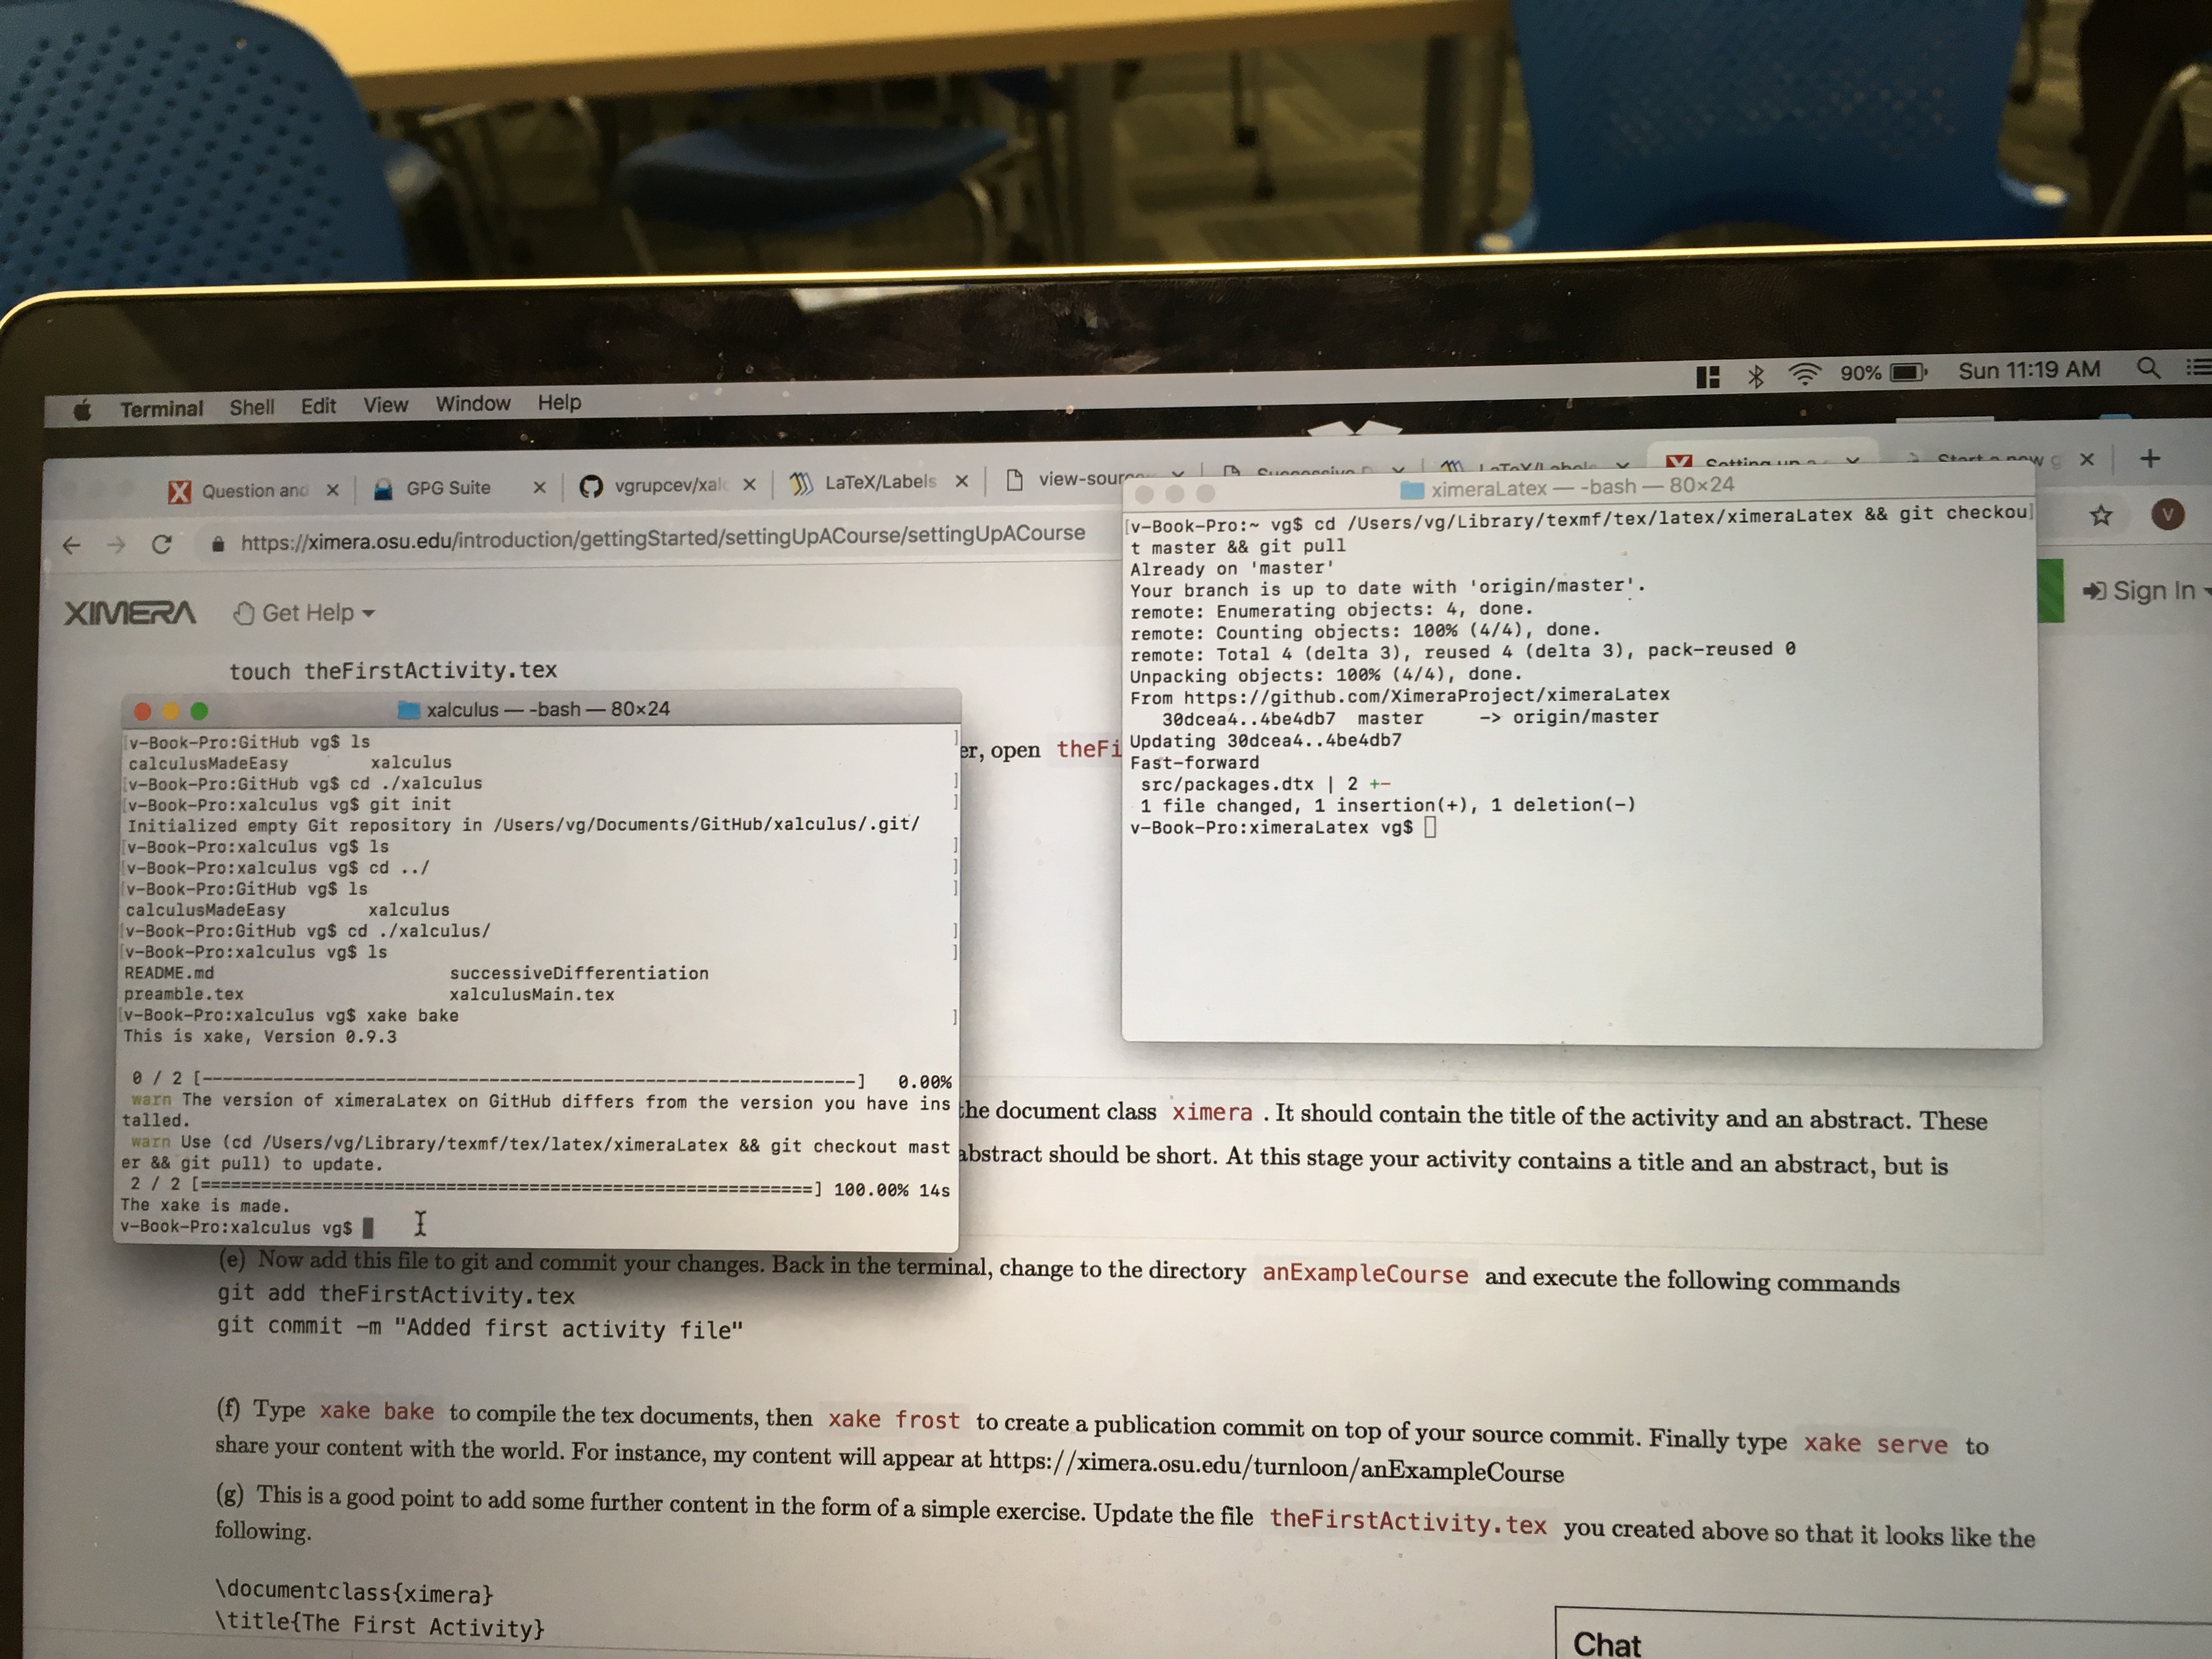 Terminal Shell Edit View Window Help 90% Sun 11:19 AM
Question and GPG Suite vgrupcev/xalc LaTeX/Labels view-source
https://ximera.osu.edu/introduction/gettingStarted/settingUpACourse/settingUpACourse
V
XIMERA Get Help Sign In
touch theFirstActivity.tex
er, open theFi
ximeraLatex — -bash — 80×24
v-Book-Pro:~ vg$ cd /Users/vg/Library/texmf/tex/latex/ximeraLatex && git checkou
t master && git pull
Already on 'master'
Your branch is up to date with 'origin/master'.
remote: Enumerating objects: 4, done.
remote: Counting objects: 100% (4/4), done.
remote: Total 4 (delta 3), reused 4 (delta 3), pack-reused 0
Unpacking objects: 100% (4/4), done.
From https://github.com/XimeraProject/ximeraLatex
30dcea4..4be4db7 master -> origin/master
Updating 30dcea4..4be4db7
Fast-forward
src/packages.dtx | 2 +-
1 file changed, 1 insertion(+), 1 deletion(-)
v-Book-Pro:ximeraLatex vg$
xalculus — -bash — 80×24
v-Book-Pro:GitHub vg$ ls
calculusMadeEasy xalculus
v-Book-Pro:GitHub vg$ cd ./xalculus
v-Book-Pro:xalculus vg$ git init
Initialized empty Git repository in /Users/vg/Documents/GitHub/xalculus/.git/
v-Book-Pro:xalculus vg$ ls
v-Book-Pro:xalculus vg$ cd ../
v-Book-Pro:GitHub vg$ ls
calculusMadeEasy xalculus
v-Book-Pro:GitHub vg$ cd ./xalculus/
v-Book-Pro:xalculus vg$ ls
README.md successiveDifferentiation
preamble.tex xalculusMain.tex
v-Book-Pro:xalculus vg$ xake bake
This is xake, Version 0.9.3
0 / 2 [----------------------------------------------------------------] 0.00%
warn The version of ximeraLatex on GitHub differs from the version you have ins
talled.
warn Use (cd /Users/vg/Library/texmf/tex/latex/ximeraLatex && git checkout mast
er && git pull) to update.
2 / 2 [============================================================] 100.00% 14s
The xake is made.
v-Book-Pro:xalculus vg$
the document class ximera . It should contain the title of the activity and an abstract. These
abstract should be short. At this stage your activity contains a title and an abstract, but is
(e) Now add this file to git and commit your changes. Back in the terminal, change to the directory anExampleCourse and execute the following commands
git add theFirstActivity.tex
git commit -m "Added first activity file"
(f) Type xake bake to compile the tex documents, then xake frost to create a publication commit on top of your source commit. Finally type xake serve to
share your content with the world. For instance, my content will appear at https://ximera.osu.edu/turnloon/anExampleCourse
(g) This is a good point to add some further content in the form of a simple exercise. Update the file theFirstActivity.tex you created above so that it looks like the
following.
\documentclass{ximera}
\title{The First Activity}
Chat